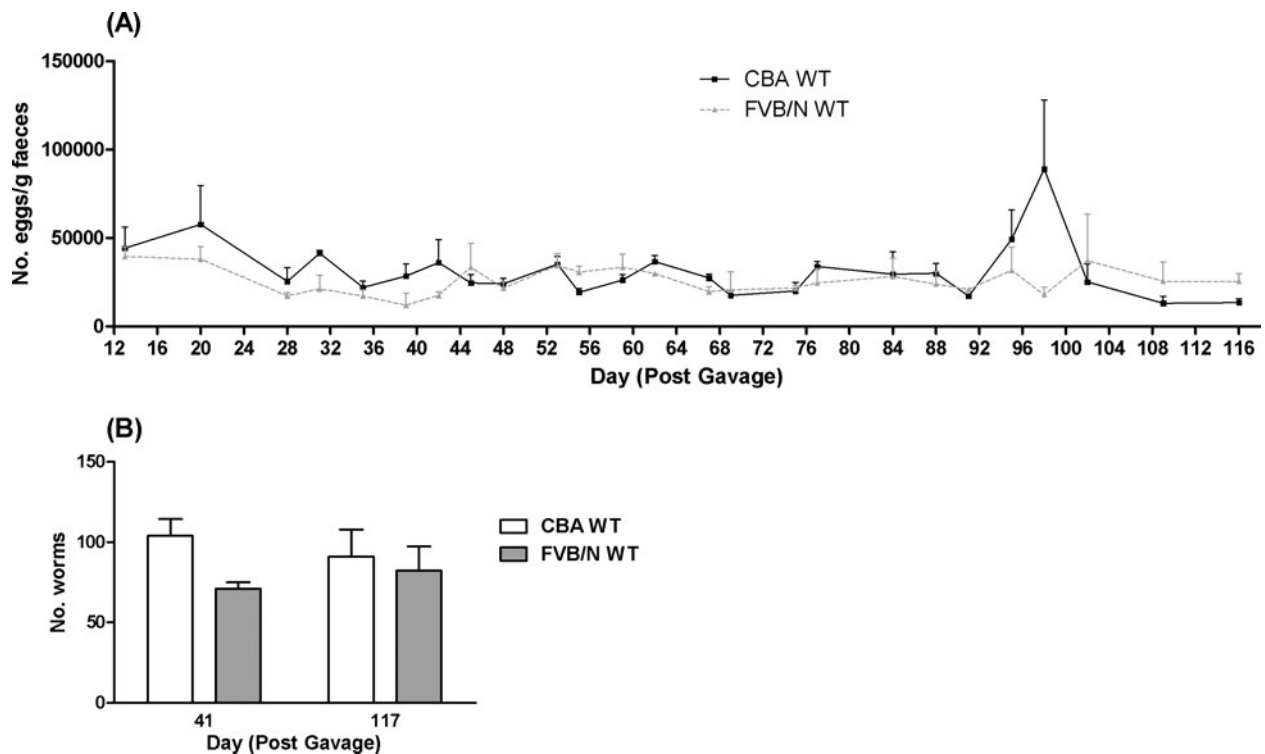 (A)
150000
100000
50000
0
No. eggs/g faeces
CBA WT
FVB/N WT
12 16 20 24 28 32 36 40 44 48 52 56 60 64 68 72 76 80 84 88 92 96 100 104 108 112 116
Day (Post Gavage)
(B)
150
100
50
0
No. worms
CBA WT
FVB/N WT
41 117
Day (Post Gavage)